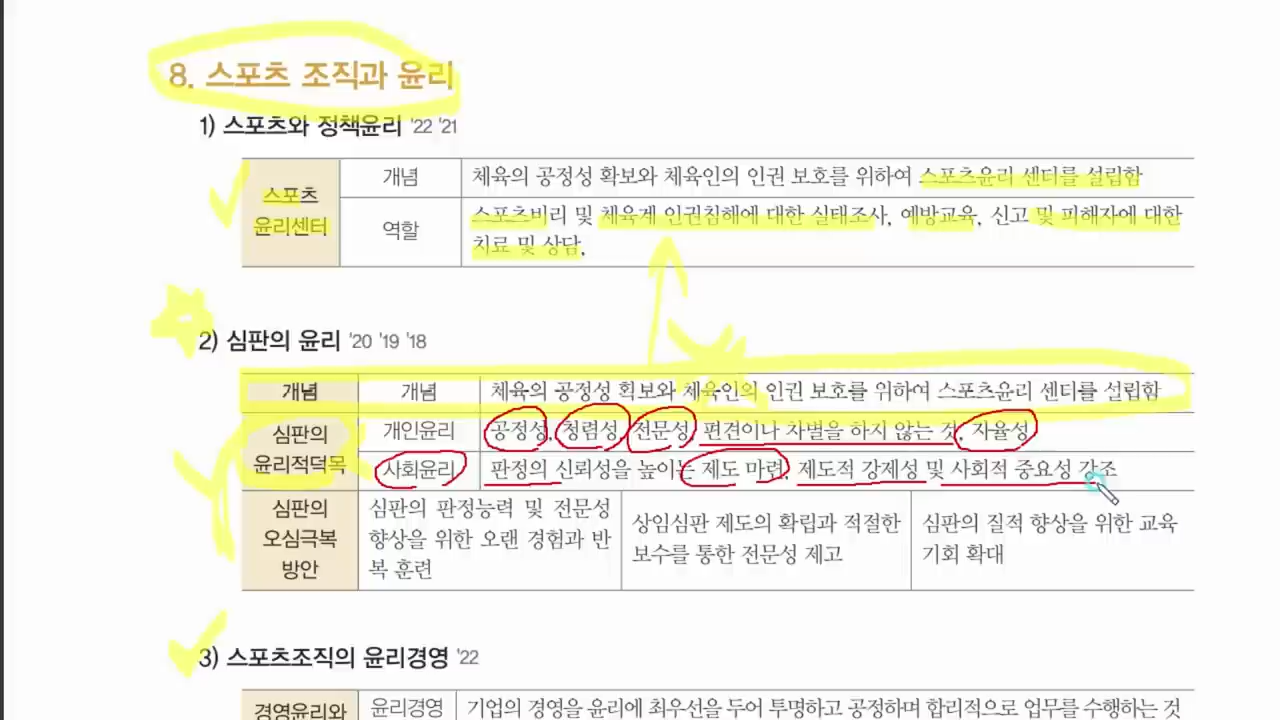 8. 스포츠 조직과 윤리
1) 스포츠와 정책윤리 '22 '21
스포츠
윤리센터
개념
체육의 공정성 확보와 체육인의 인권 보호를 위하여 스포츠윤리 센터를 설립함
역할
스포츠비리 및 체육계 인권침해에 대한 실태조사, 예방교육, 신고 및 피해자에 대한
치료 및 상담,
2) 심판의 윤리 '20 '19 '18
개념
개념
체육의 공정성 확보와 체육인의 인권 보호를 위하여 스포츠윤리 센터를 설립함
심판의
윤리적덕목
개인윤리
공정성, 청렴성, 전문성, 편견이나 차별을 하지 않는 것, 자율성
사회윤리
판정의 신뢰성을 높이는 제도 마련, 제도적 강제성 및 사회적 중요성 강조
심판의
오심극복
방안
심판의 판정능력 및 전문성
향상을 위한 오랜 경험과 반
복 훈련
상임심판 제도의 확립과 적절한
보수를 통한 전문성 제고
심판의 질적 향상을 위한 교육
기회 확대
3) 스포츠조직의 윤리경영 '22
경영윤리와
윤리경영
기업의 경영을 윤리에 최우선을 두어 투명하고 공정하며 합리적으로 업무를 수행하는 것